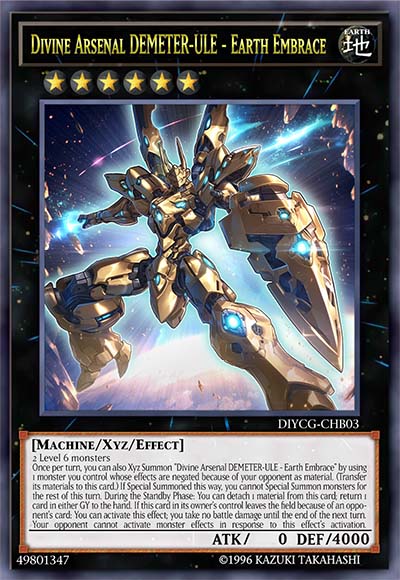 Divine Arsenal DEMETER-ULE - Earth Embrace
EARTH
地
DIYCG-CHB03
[Machine/Xyz/Effect]
2 Level 6 monsters
Once per turn, you can also Xyz Summon "Divine Arsenal DEMETER-ULE - Earth Embrace" by using
1 monster you control whose effects are negated because of your opponent as material. (Transfer
its materials to this card.) If Special Summoned this way, you cannot Special Summon monsters for
the rest of this turn. During the Standby Phase: You can detach 1 material from this card; return 1
card in either GY to the hand. If this card in its owner's control leaves the field because of an oppo-
nent's card: You can activate this effect; you take no battle damage until the end of the next turn.
Your opponent cannot activate monster effects in response to this effect's activation.
ATK/ 0 DEF/4000
49801347
©1996 KAZUKI TAKAHASHI